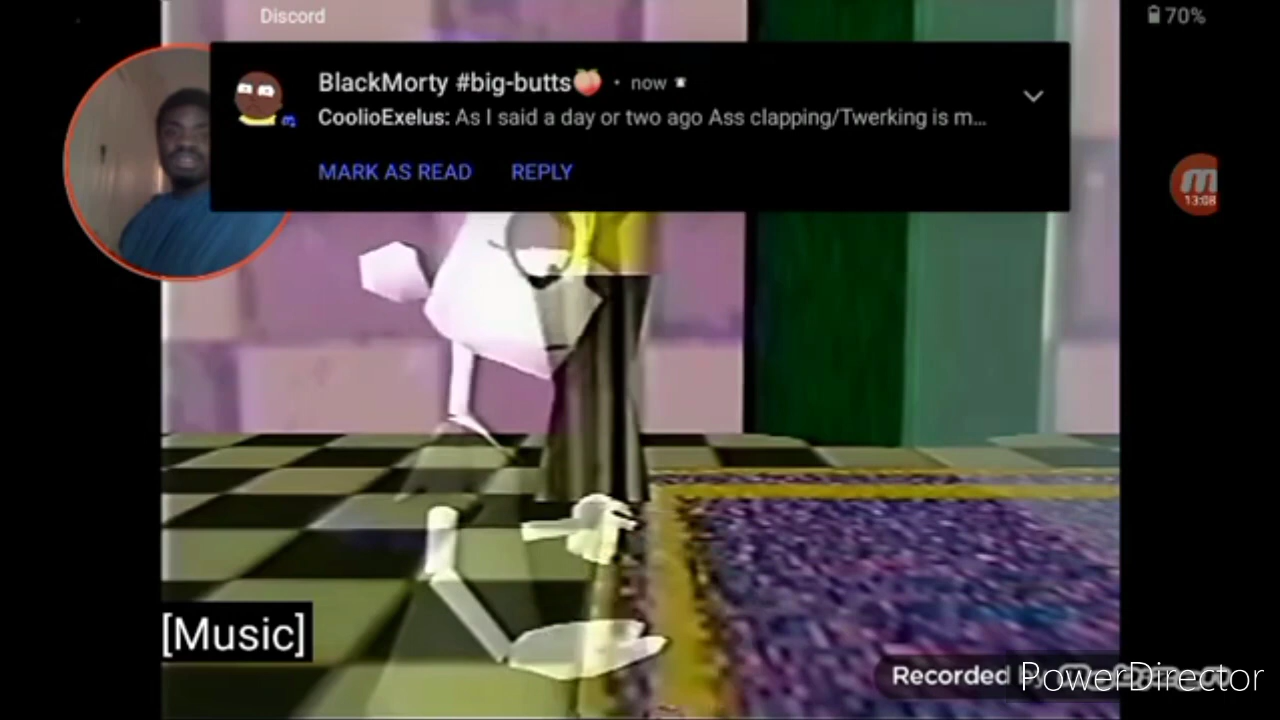 Discord
70%
BlackMorty #big-butts🍑 • now
CoolioExelus: As I said a day or two ago Ass clapping/Twerking is m...
MARK AS READ REPLY
13:08
[Music]
Recorded
PowerDirector